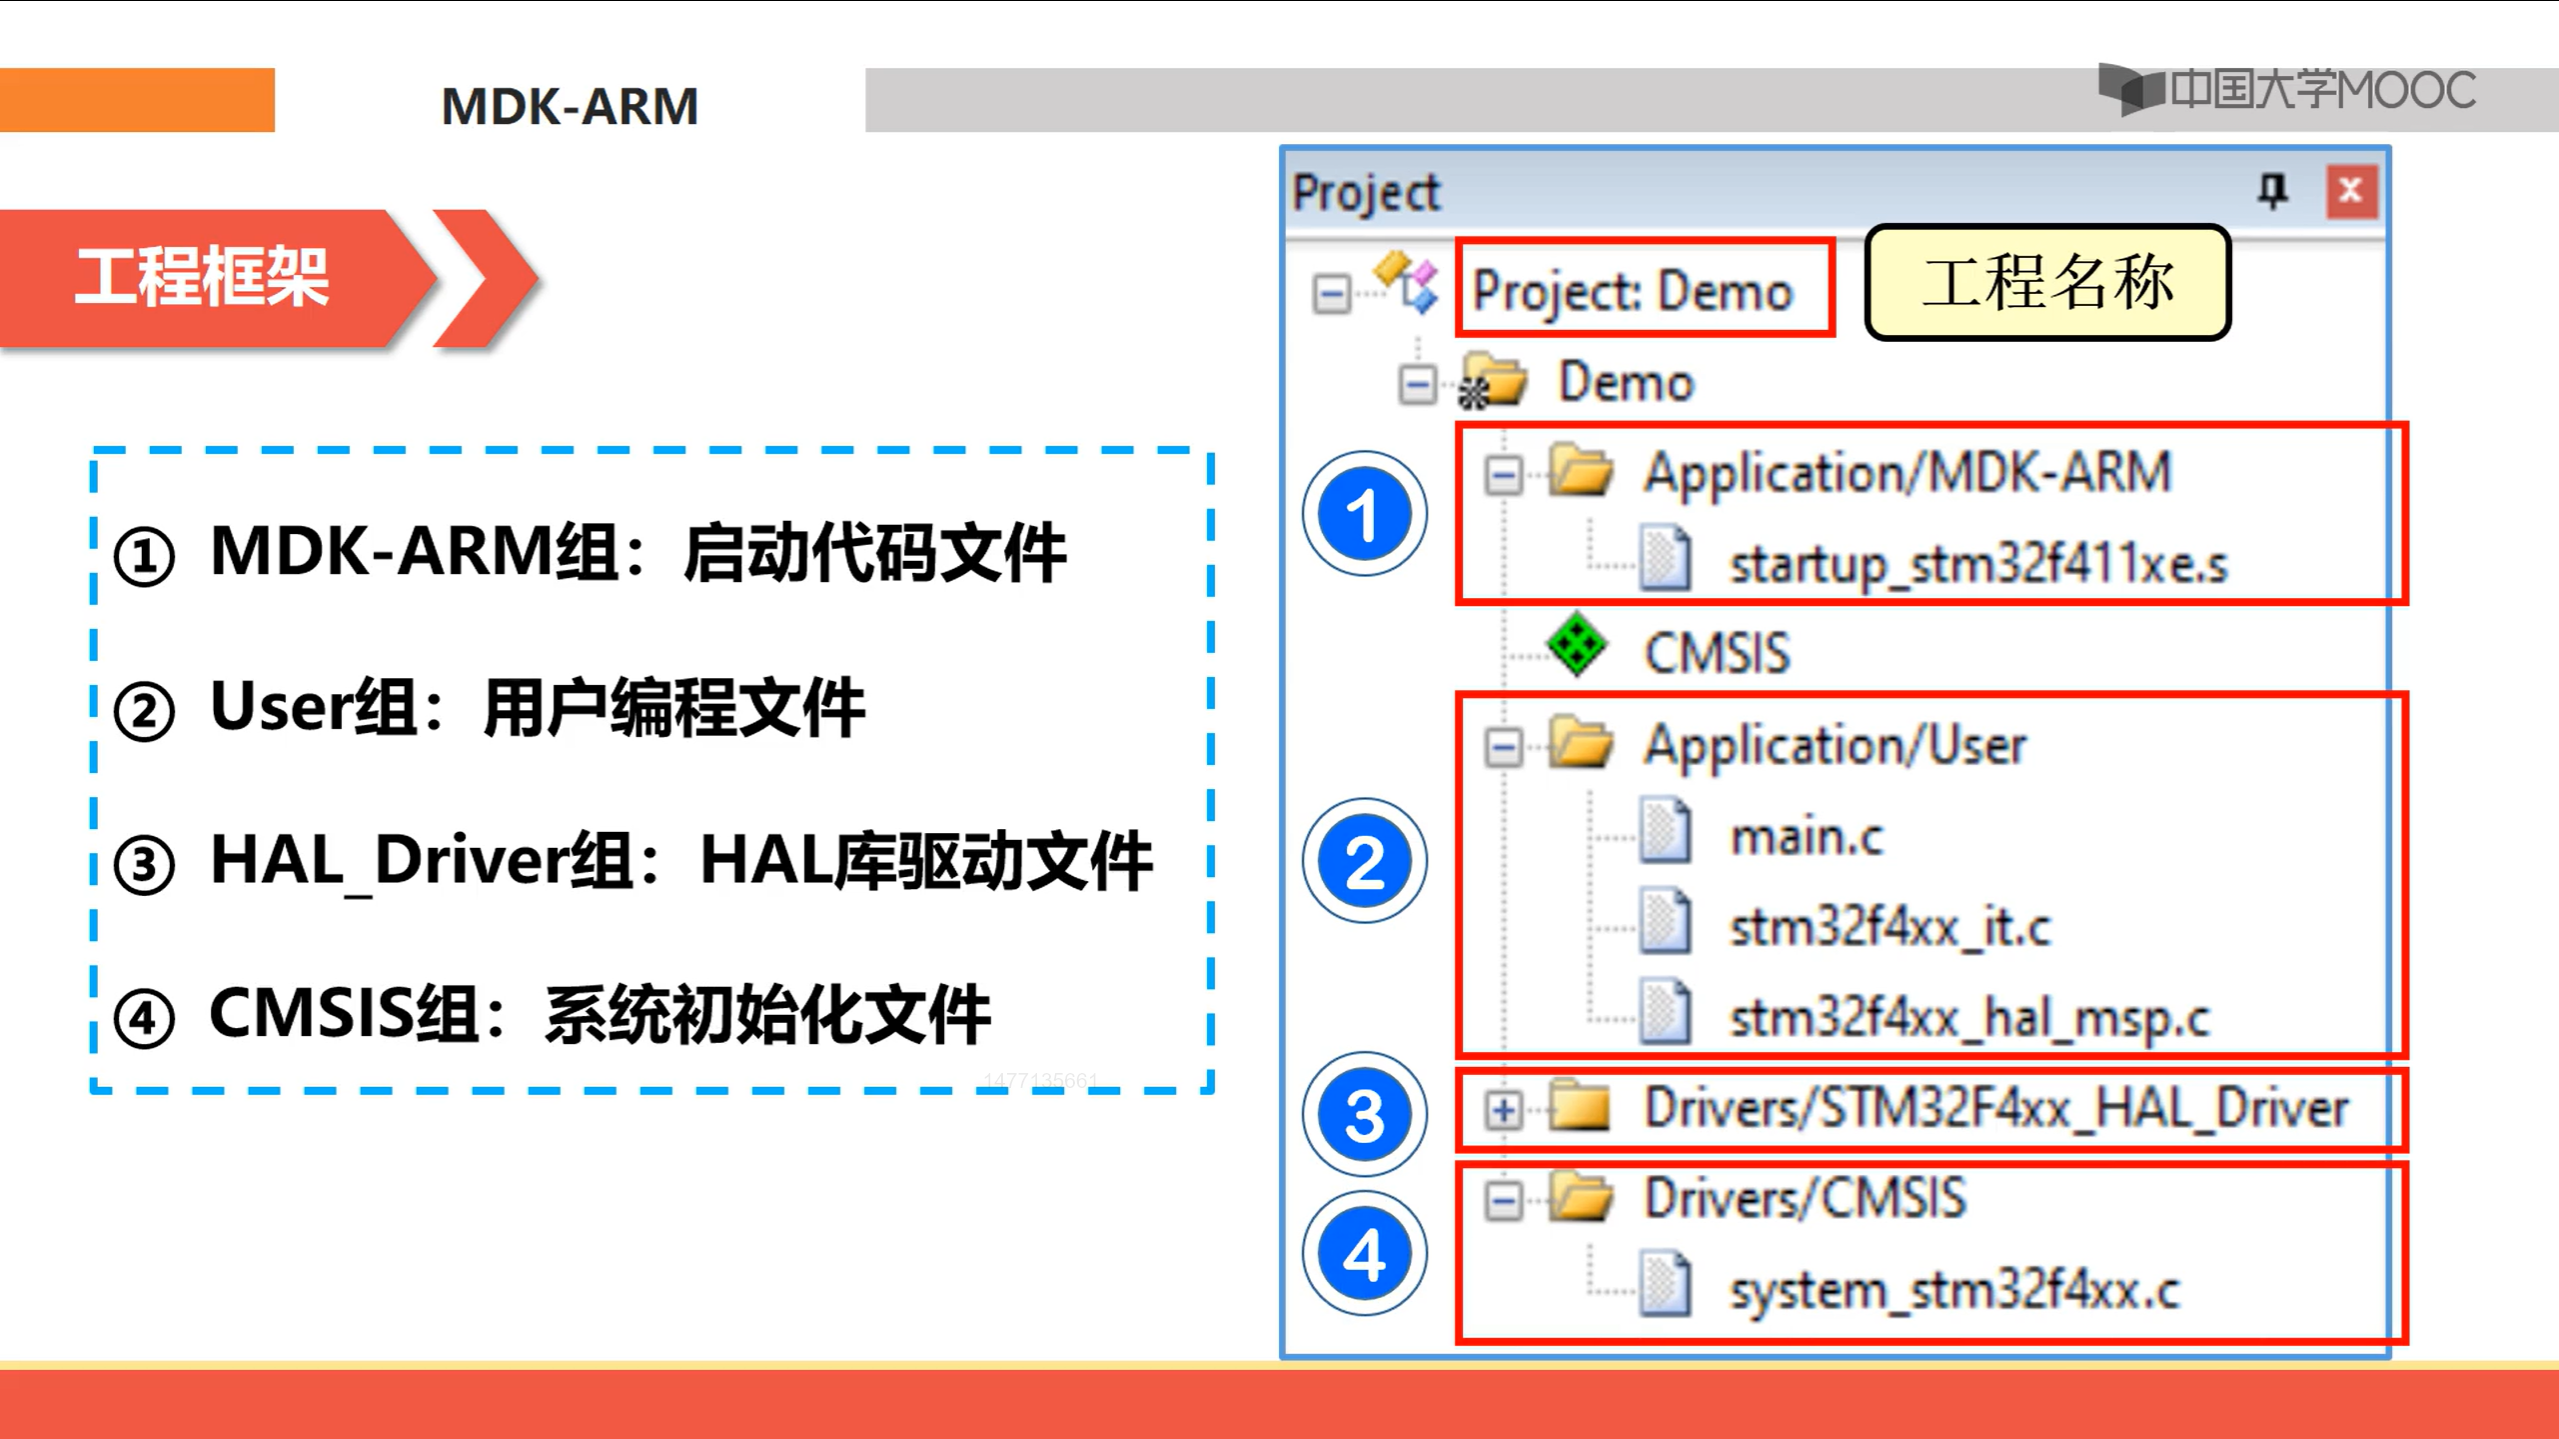 MDK-ARM
中国大学MOOC
工程框架
① MDK-ARM组：启动代码文件
② User组：用户编程文件
③ HAL_Driver组：HAL库驱动文件
④ CMSIS组：系统初始化文件
1477135661
Project
Project: Demo
工程名称
Demo
1
Application/MDK-ARM
startup_stm32f411xe.s
CMSIS
2
Application/User
main.c
stm32f4xx_it.c
stm32f4xx_hal_msp.c
3
Drivers/STM32F4xx_HAL_Driver
4
Drivers/CMSIS
system_stm32f4xx.c